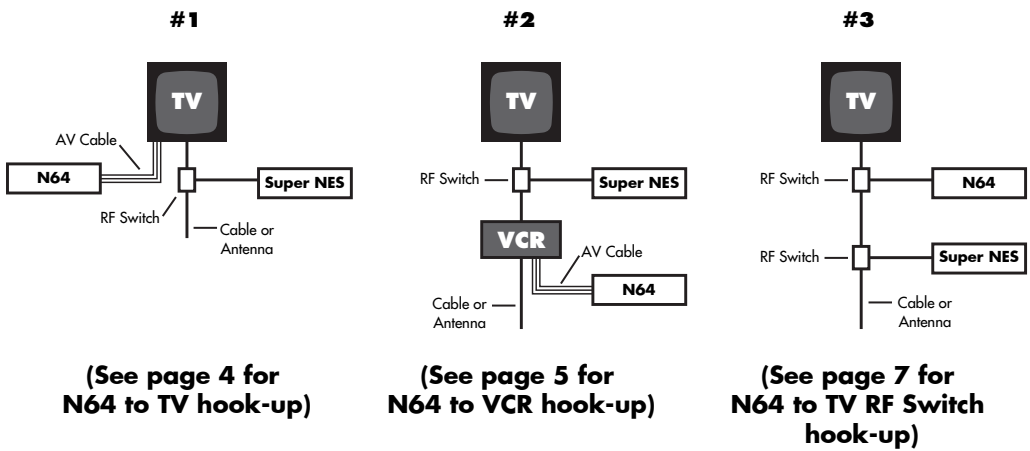 #1
TV
AV Cable
N64
Super NES
RF Switch
Cable or
Antenna
(See page 4 for
N64 to TV hook-up)
#2
TV
RF Switch
Super NES
VCR
AV Cable
N64
Cable or
Antenna
(See page 5 for
N64 to VCR hook-up)
#3
TV
RF Switch
N64
RF Switch
Super NES
Cable or
Antenna
(See page 7 for
N64 to TV RF Switch
hook-up)